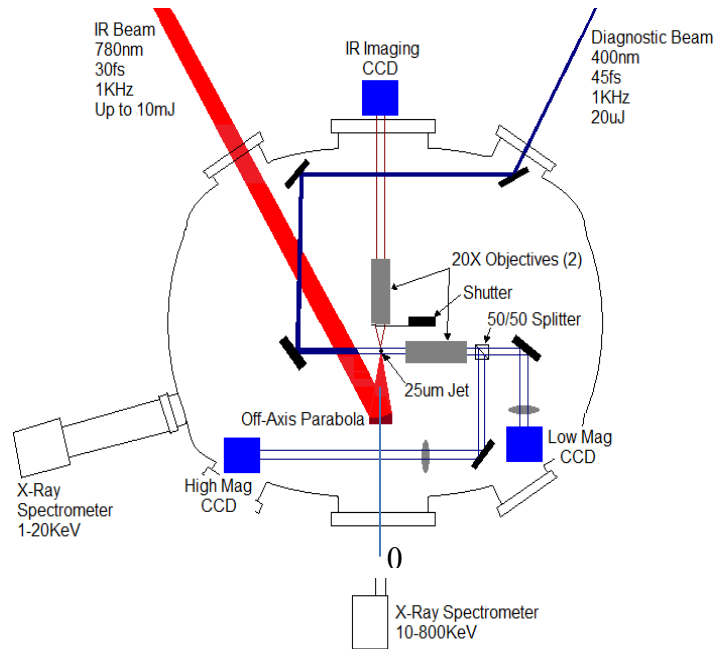 IR Beam
780nm
30fs
1KHz
Up to 10mJ
IR Imaging
CCD
Diagnostic Beam
400nm
45fs
1KHz
20uJ
20X Objectives (2)
Shutter
50/50 Splitter
25um Jet
Off-Axis Parabola
Low Mag
CCD
High Mag
CCD
X-Ray
Spectrometer
1-20KeV
0
X-Ray Spectrometer
10-800KeV